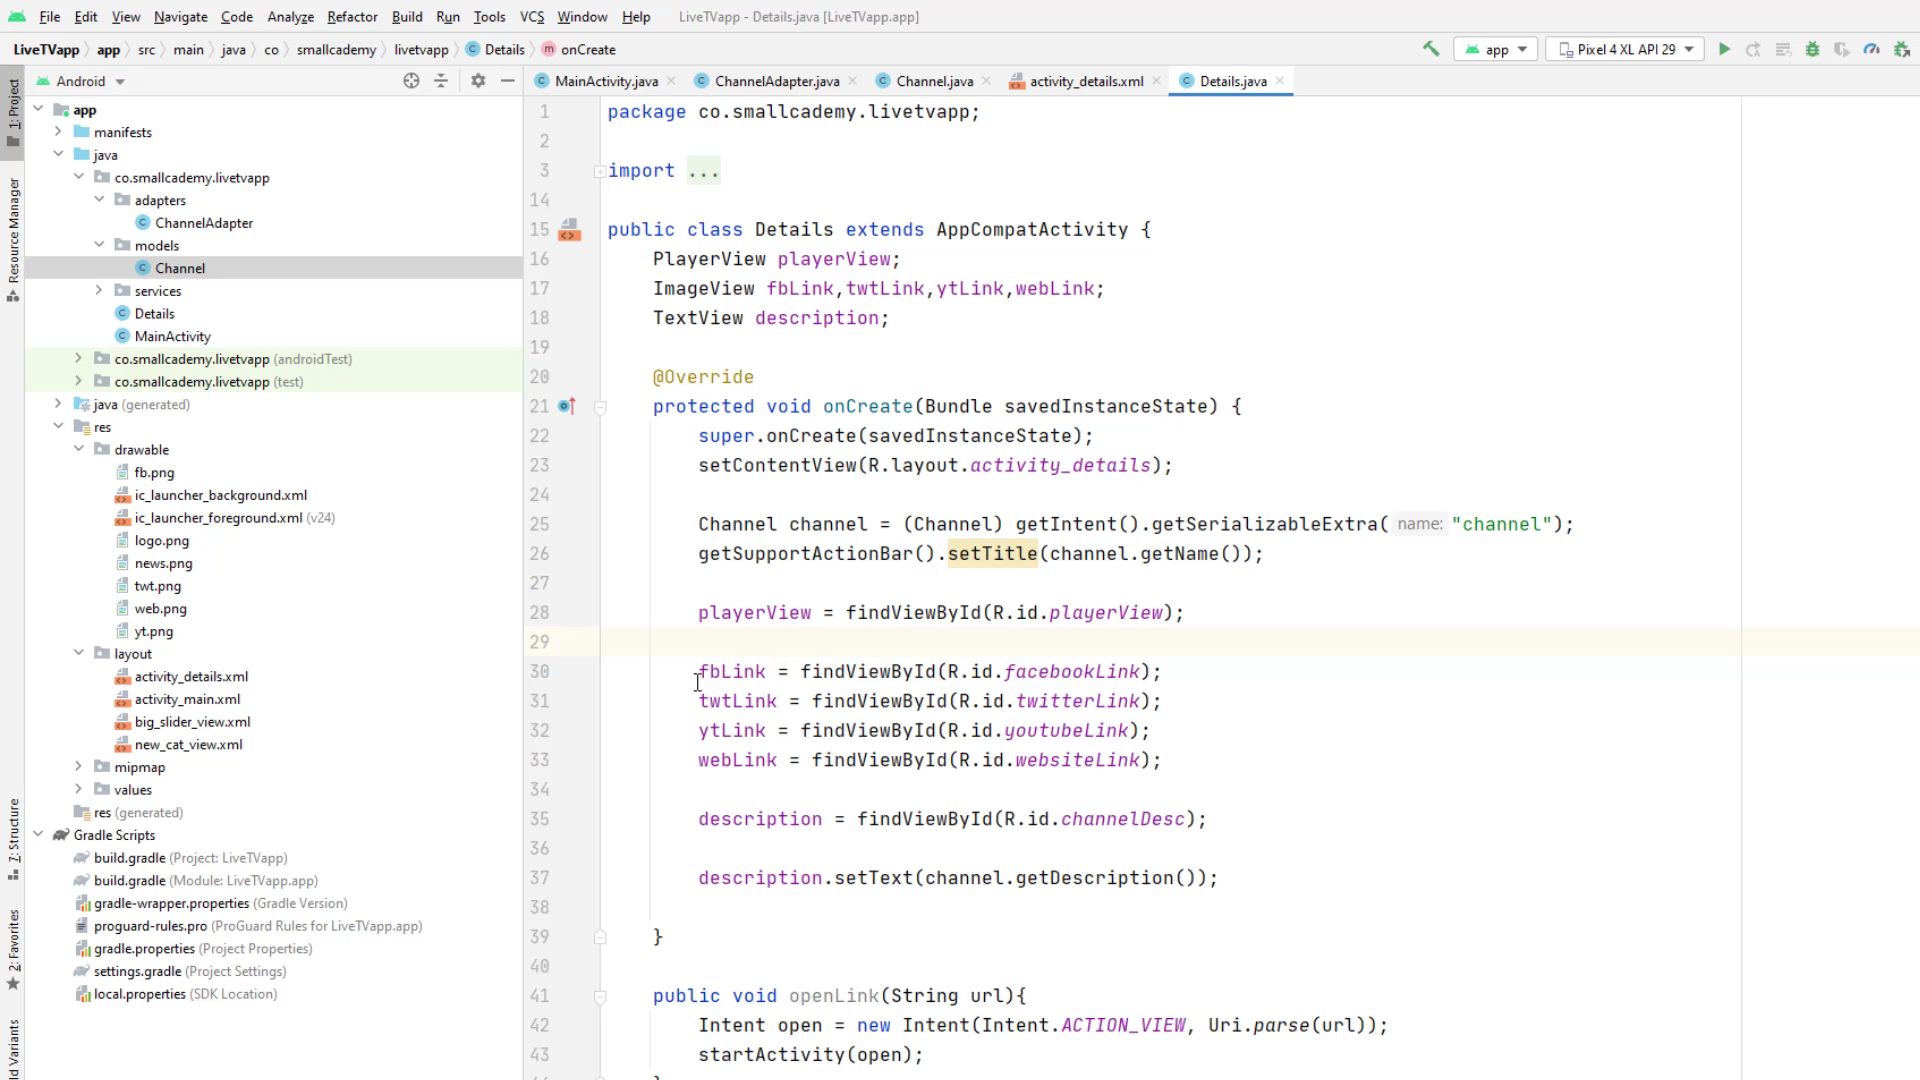 File Edit View Navigate Code Analyze Refactor Build Run Tools VCS Window Help LiveTVapp - Details.java [LiveTVapp.app]
LiveTVapp app src main java co smallcademy livetvapp Details onCreate app Pixel 4 XL API 29
Android
MainActivity.java ChannelAdapter.java Channel.java activity_details.xml Details.java
1: Project
Resource Manager
7: Structure
2: Favorites
app
manifests
java
co.smallcademy.livetvapp
adapters
ChannelAdapter
models
Channel
services
Details
MainActivity
co.smallcademy.livetvapp (androidTest)
co.smallcademy.livetvapp (test)
java (generated)
res
drawable
fb.png
ic_launcher_background.xml
ic_launcher_foreground.xml (v24)
logo.png
news.png
twt.png
web.png
yt.png
layout
activity_details.xml
activity_main.xml
big_slider_view.xml
new_cat_view.xml
mipmap
values
res (generated)
Gradle Scripts
build.gradle (Project: LiveTVapp)
build.gradle (Module: LiveTVapp.app)
gradle-wrapper.properties (Gradle Version)
proguard-rules.pro (ProGuard Rules for LiveTVapp.app)
gradle.properties (Project Properties)
settings.gradle (Project Settings)
local.properties (SDK Location)
1 package co.smallcademy.livetvapp;
2
3 import ...
14
15 public class Details extends AppCompatActivity {
16 PlayerView playerView;
17 ImageView fbLink,twtLink,ytLink,webLink;
18 TextView description;
19
20 @Override
21 protected void onCreate(Bundle savedInstanceState) {
22 super.onCreate(savedInstanceState);
23 setContentView(R.layout.activity_details);
24
25 Channel channel = (Channel) getIntent().getSerializableExtra( name: "channel");
26 getSupportActionBar().setTitle(channel.getName());
27
28 playerView = findViewById(R.id.playerView);
29
30 fbLink = findViewById(R.id.facebookLink);
31 twtLink = findViewById(R.id.twitterLink);
32 ytLink = findViewById(R.id.youtubeLink);
33 webLink = findViewById(R.id.websiteLink);
34
35 description = findViewById(R.id.channelDesc);
36
37 description.setText(channel.getDescription());
38
39 }
40
41 public void openLink(String url){
42 Intent open = new Intent(Intent.ACTION_VIEW, Uri.parse(url));
43 startActivity(open);